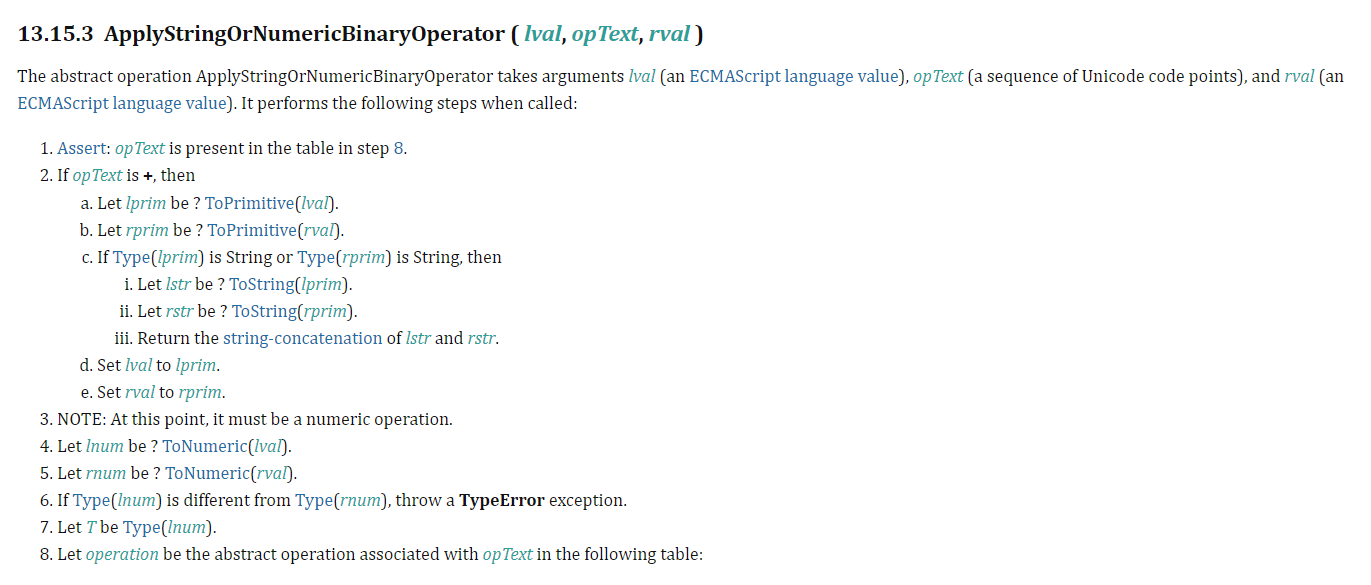 13.15.3 ApplyStringOrNumericBinaryOperator ( lval, opText, rval )
The abstract operation ApplyStringOrNumericBinaryOperator takes arguments lval (an ECMAScript language value), opText (a sequence of Unicode code points), and rval (an
ECMAScript language value). It performs the following steps when called:
1. Assert: opText is present in the table in step 8.
2. If opText is +, then
a. Let lprim be ? ToPrimitive(lval).
b. Let rprim be ? ToPrimitive(rval).
c. If Type(lprim) is String or Type(rprim) is String, then
i. Let lstr be ? ToString(lprim).
ii. Let rstr be ? ToString(rprim).
iii. Return the string-concatenation of lstr and rstr.
d. Set lval to lprim.
e. Set rval to rprim.
3. NOTE: At this point, it must be a numeric operation.
4. Let lnum be ? ToNumeric(lval).
5. Let rnum be ? ToNumeric(rval).
6. If Type(lnum) is different from Type(rnum), throw a TypeError exception.
7. Let T be Type(lnum).
8. Let operation be the abstract operation associated with opText in the following table: